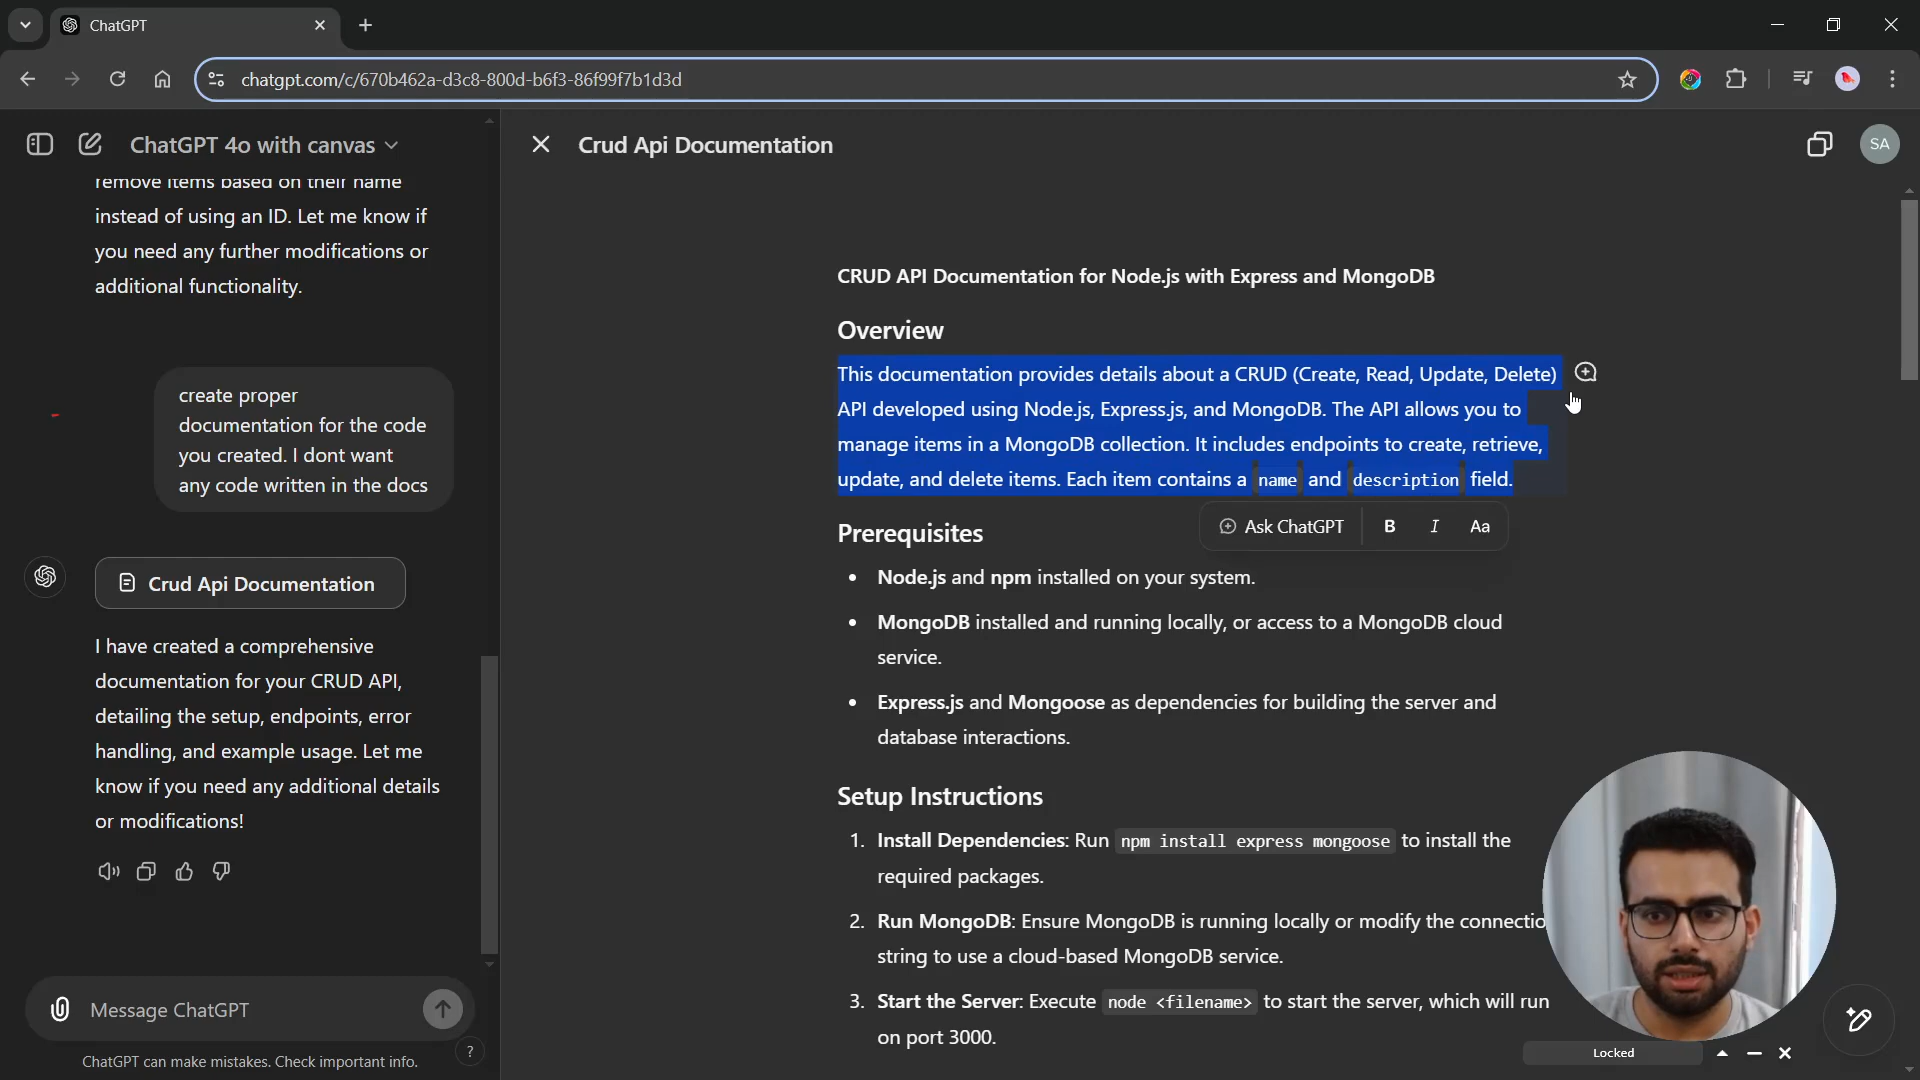 ChatGPT
chatgpt.com/c/670b462a-d3c8-800d-b6f3-86f99f7b1d3d
ChatGPT 4o with canvas
remove items based on their name
instead of using an ID. Let me know if
you need any further modifications or
additional functionality.
create proper
documentation for the code
you created. I dont want
any code written in the docs
Crud Api Documentation
I have created a comprehensive
documentation for your CRUD API,
detailing the setup, endpoints, error
handling, and example usage. Let me
know if you need any additional details
or modifications!
Message ChatGPT
ChatGPT can make mistakes. Check important info.
?
Crud Api Documentation
SA
CRUD API Documentation for Node.js with Express and MongoDB
Overview
This documentation provides details about a CRUD (Create, Read, Update, Delete)
API developed using Node.js, Express.js, and MongoDB. The API allows you to
manage items in a MongoDB collection. It includes endpoints to create, retrieve,
update, and delete items. Each item contains a name and description field.
Ask ChatGPT B I Aa
Prerequisites
• Node.js and npm installed on your system.
• MongoDB installed and running locally, or access to a MongoDB cloud
service.
• Express.js and Mongoose as dependencies for building the server and
database interactions.
Setup Instructions
1. Install Dependencies: Run npm install express mongoose to install the
required packages.
2. Run MongoDB: Ensure MongoDB is running locally or modify the connectio
string to use a cloud-based MongoDB service.
3. Start the Server: Execute node <filename> to start the server, which will run
on port 3000.
Locked